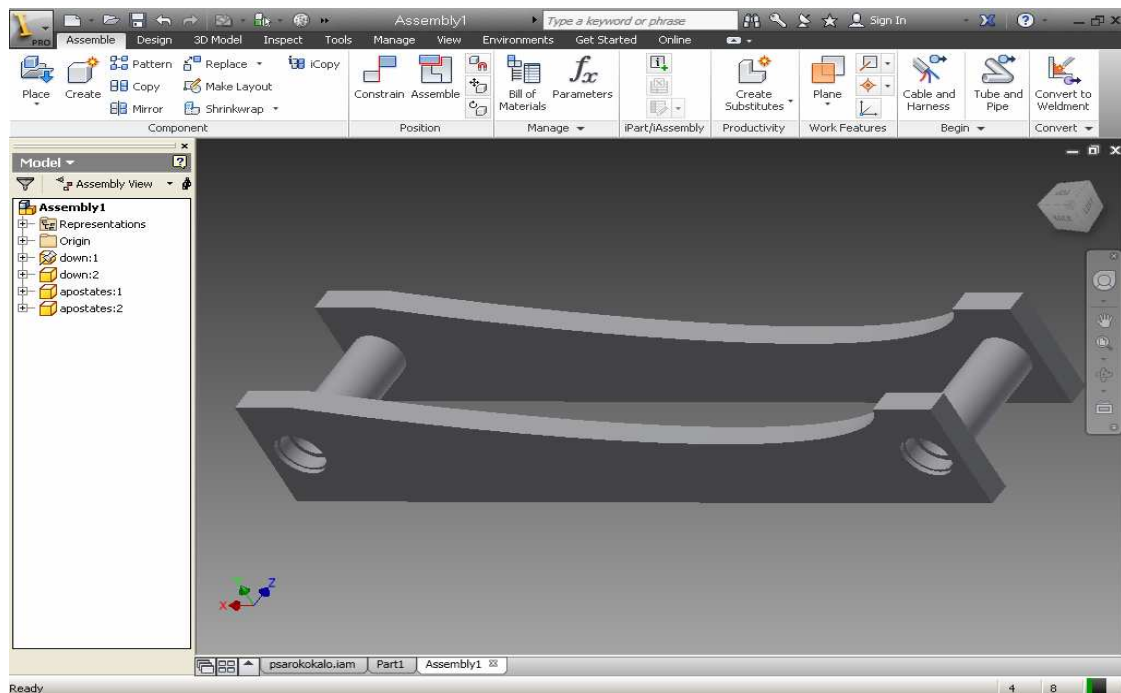 Assembly1
Type a keyword or phrase
Sign In
PRO
Assemble Design 3D Model Inspect Tools Manage View Environments Get Started Online
Place
Create
Pattern
Copy
Mirror
Replace
Make Layout
Shrinkwrap
iCopy
Constrain
Assemble
Bill of
Materials
fx
Parameters
Create
Substitutes
Plane
Cable and
Harness
Tube and
Pipe
Convert to
Weldment
Component Position Manage iPart/iAssembly Productivity Work Features Begin Convert
Model
Assembly View
Assembly1
Representations
Origin
down:1
down:2
apostates:1
apostates:2
X
Z
psarokokalo.iam Part1 Assembly1
Ready
4 8